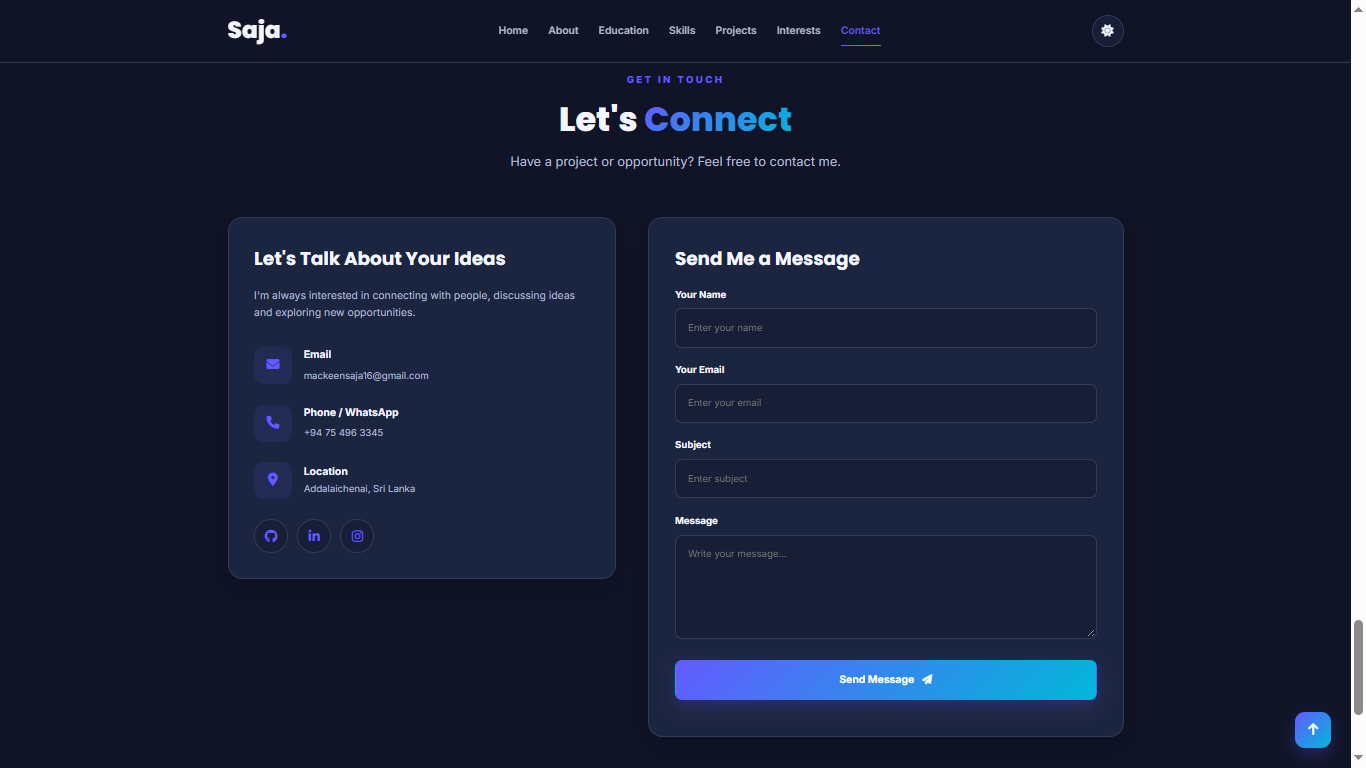 Saja.
Home About Education Skills Projects Interests Contact
GET IN TOUCH
Let's Connect
Have a project or opportunity? Feel free to contact me.
Let's Talk About Your Ideas
I'm always interested in connecting with people, discussing ideas
and exploring new opportunities.
Email
mackeensaja16@gmail.com
Phone / WhatsApp
+94 75 496 3345
Location
Addalaichenai, Sri Lanka
Send Me a Message
Your Name
Enter your name
Your Email
Enter your email
Subject
Enter subject
Message
Write your message...
Send Message